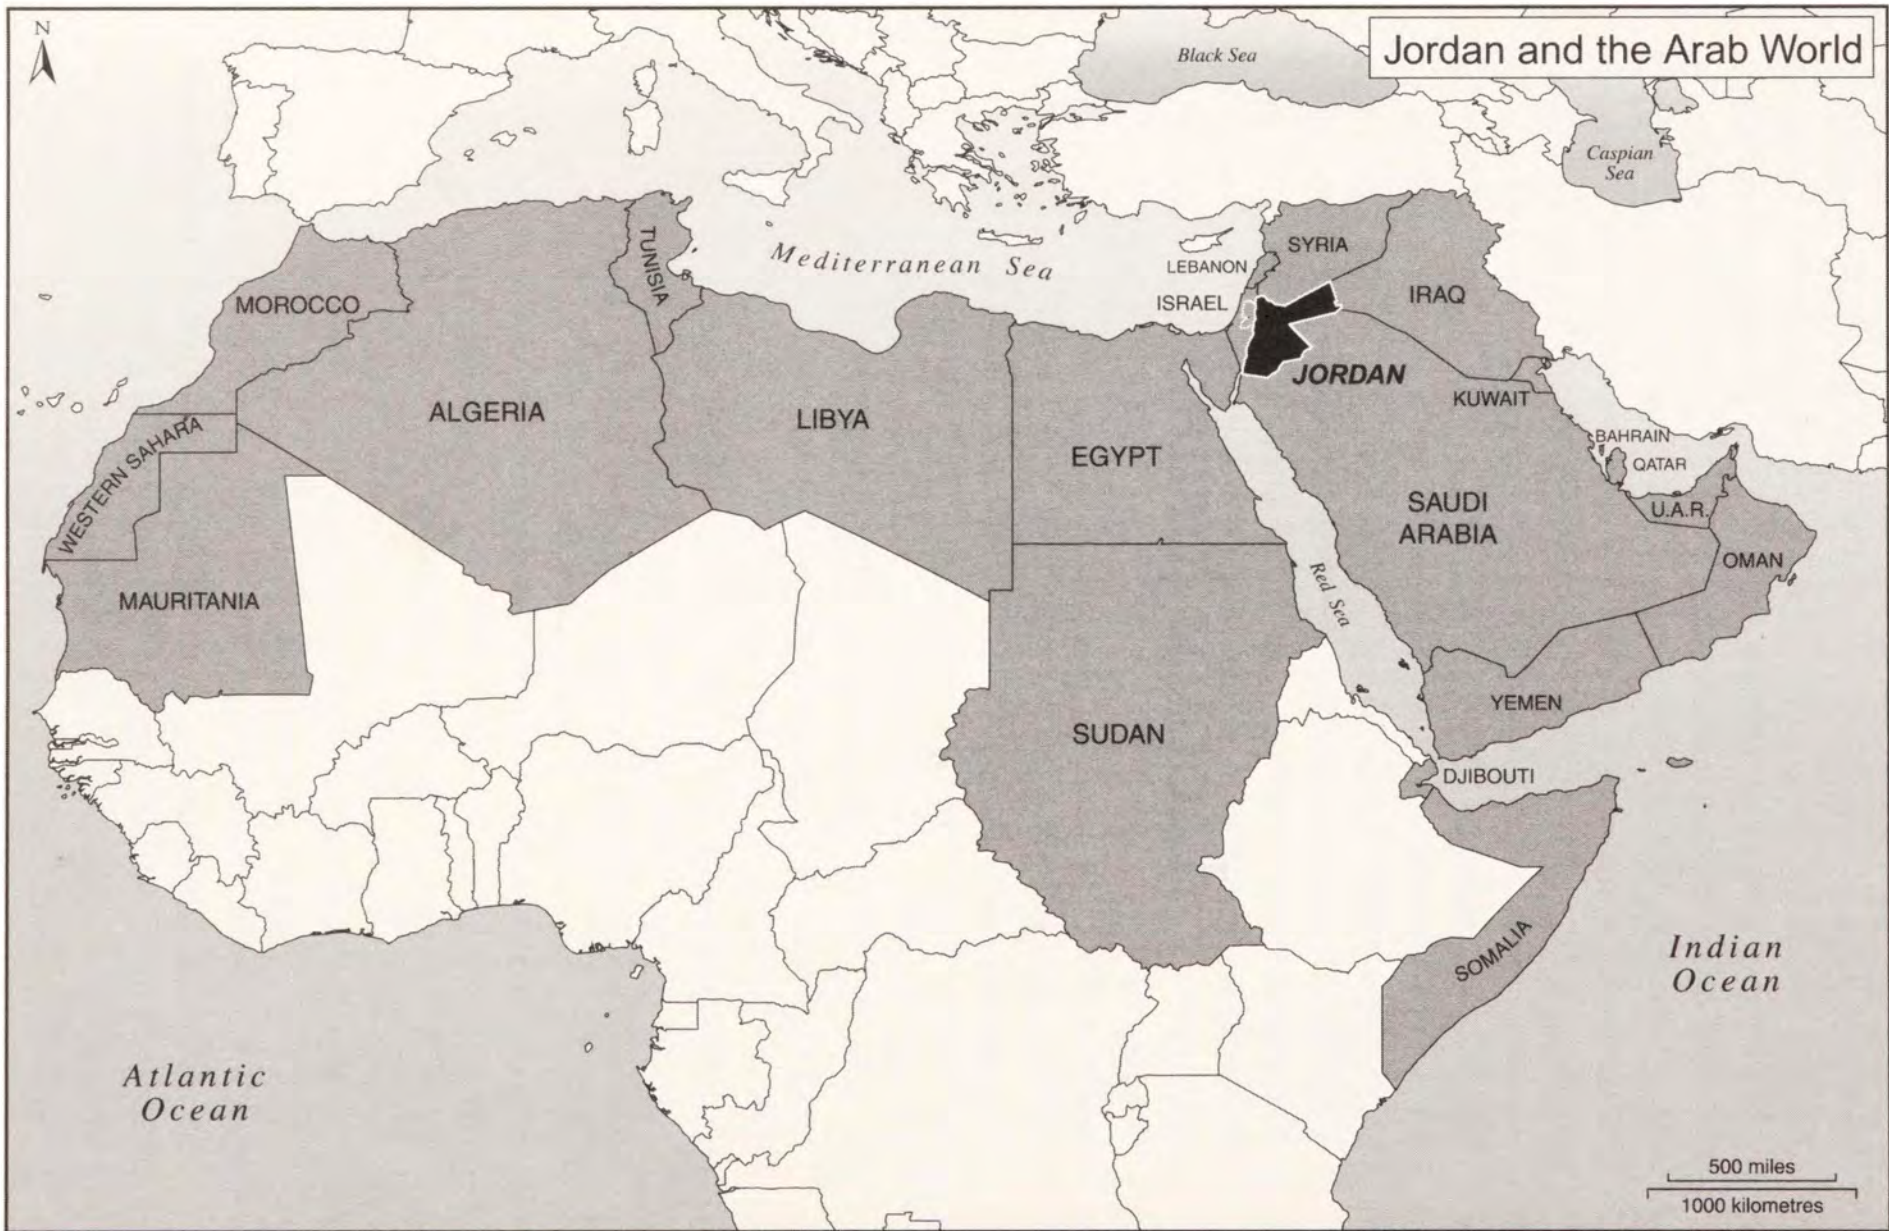 N
Jordan and the Arab World
Black Sea
Caspian
Sea
Mediterranean Sea
TUNISIA
SYRIA
LEBANON
ISRAEL
IRAQ
MOROCCO
JORDAN
KUWAIT
ALGERIA
LIBYA
EGYPT
BAHRAIN
QATAR
WESTERN SAHARA
SAUDI
ARABIA
U.A.R.
OMAN
MAURITANIA
Red Sea
YEMEN
SUDAN
DJIBOUTI
SOMALIA
Indian
Ocean
Atlantic
Ocean
500 miles
1000 kilometres